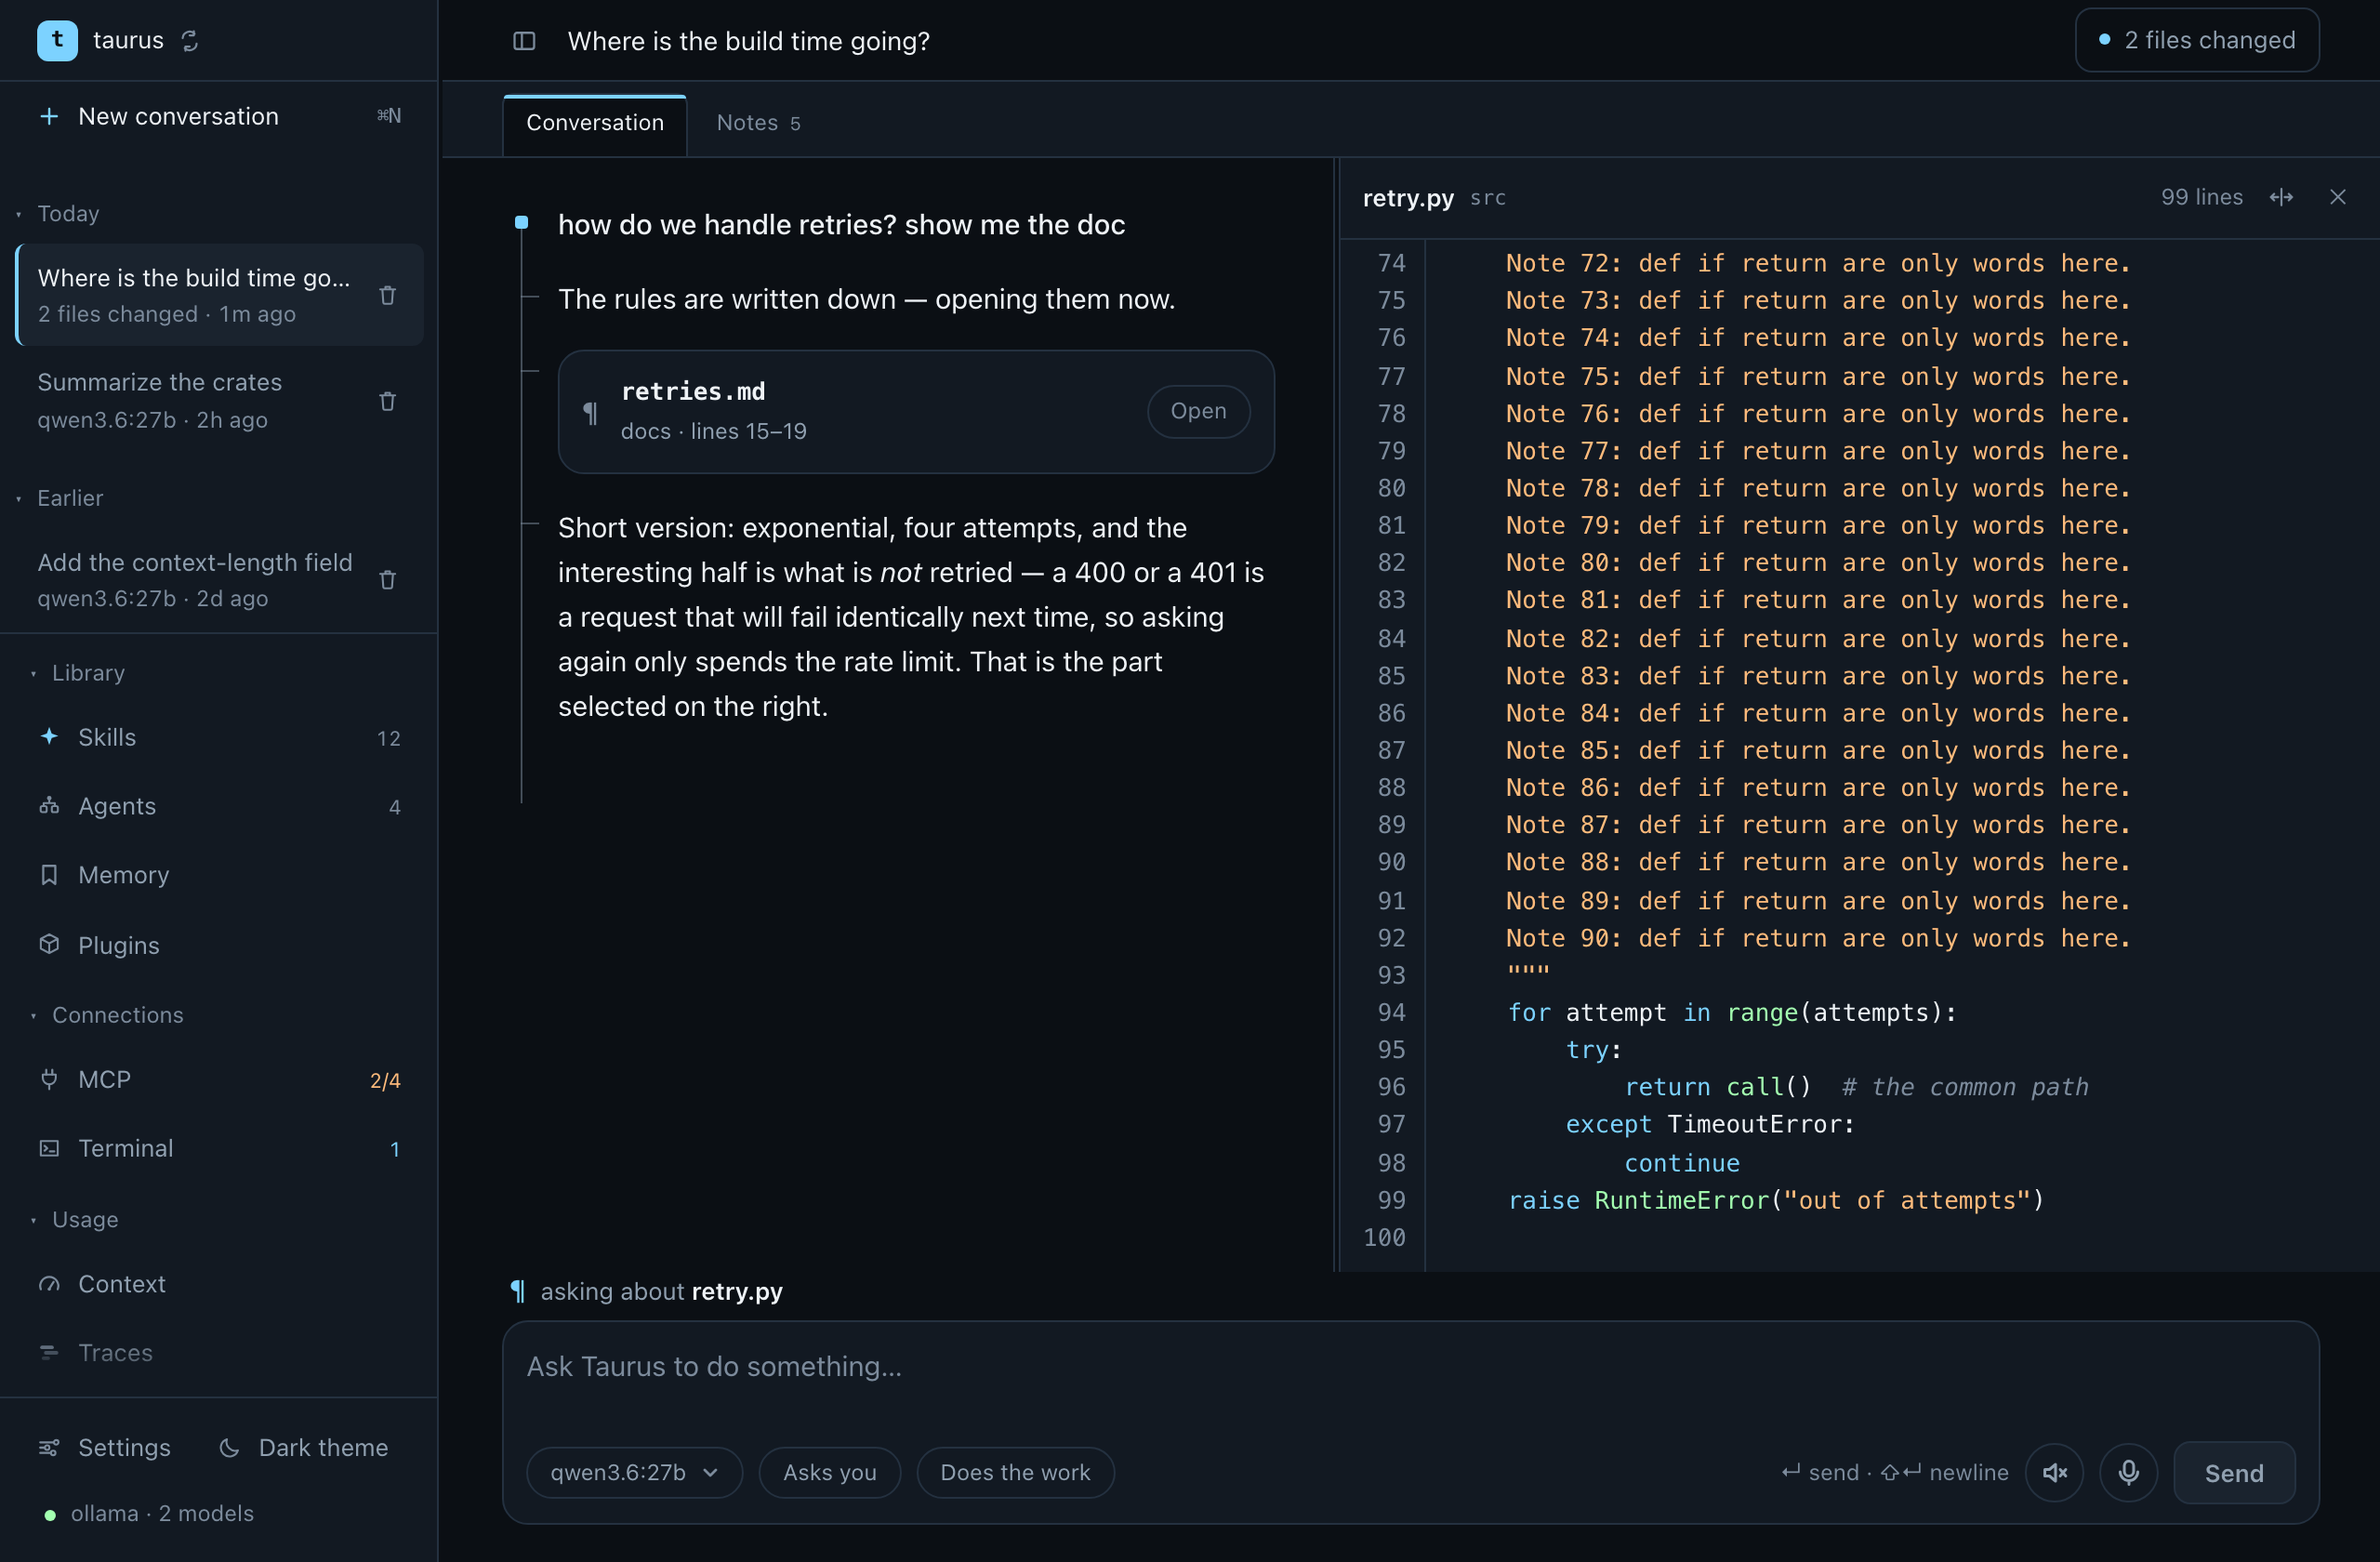 t taurus
New conversation ⌘N
Today
Where is the build time go...
2 files changed · 1m ago
Summarize the crates
qwen3.6:27b · 2h ago
Earlier
Add the context-length field
qwen3.6:27b · 2d ago
Library
Skills 12
Agents 4
Memory
Plugins
Connections
MCP 2/4
Terminal 1
Usage
Context
Traces
Settings Dark theme
ollama · 2 models
Where is the build time going?
2 files changed
Conversation Notes 5
how do we handle retries? show me the doc
The rules are written down — opening them now.
¶ retries.md
docs · lines 15–19
Open
Short version: exponential, four attempts, and the
interesting half is what is not retried — a 400 or a 401 is
a request that will fail identically next time, so asking
again only spends the rate limit. That is the part
selected on the right.
retry.py src 99 lines
74 Note 72: def if return are only words here.
75 Note 73: def if return are only words here.
76 Note 74: def if return are only words here.
77 Note 75: def if return are only words here.
78 Note 76: def if return are only words here.
79 Note 77: def if return are only words here.
80 Note 78: def if return are only words here.
81 Note 79: def if return are only words here.
82 Note 80: def if return are only words here.
83 Note 81: def if return are only words here.
84 Note 82: def if return are only words here.
85 Note 83: def if return are only words here.
86 Note 84: def if return are only words here.
87 Note 85: def if return are only words here.
88 Note 86: def if return are only words here.
89 Note 87: def if return are only words here.
90 Note 88: def if return are only words here.
91 Note 89: def if return are only words here.
92 Note 90: def if return are only words here.
93 """
94 for attempt in range(attempts):
95 try:
96 return call()  # the common path
97 except TimeoutError:
98 continue
99 raise RuntimeError("out of attempts")
100
¶ asking about retry.py
Ask Taurus to do something...
qwen3.6:27b Asks you Does the work
↵ send · ⇧↵ newline Send